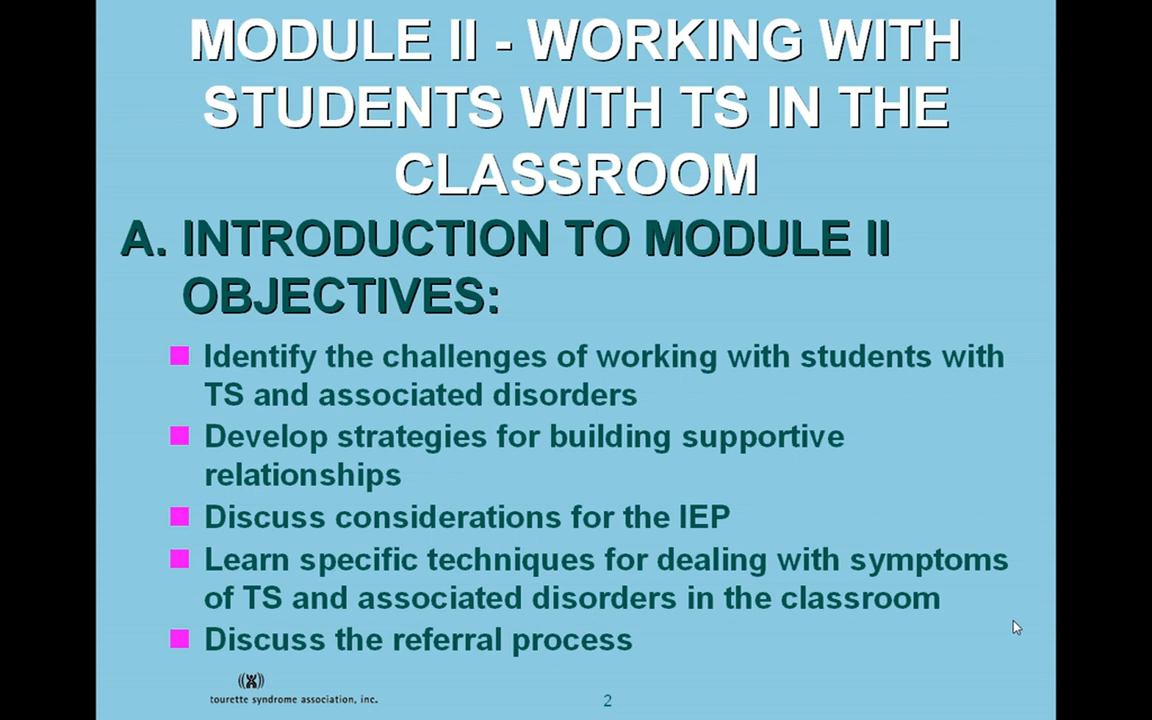 MODULE II - WORKING WITH
STUDENTS WITH TS IN THE
CLASSROOM
A. INTRODUCTION TO MODULE II
OBJECTIVES:
Identify the challenges of working with students with
TS and associated disorders
Develop strategies for building supportive
relationships
Discuss considerations for the IEP
Learn specific techniques for dealing with symptoms
of TS and associated disorders in the classroom
Discuss the referral process
tourette syndrome association, inc.
2